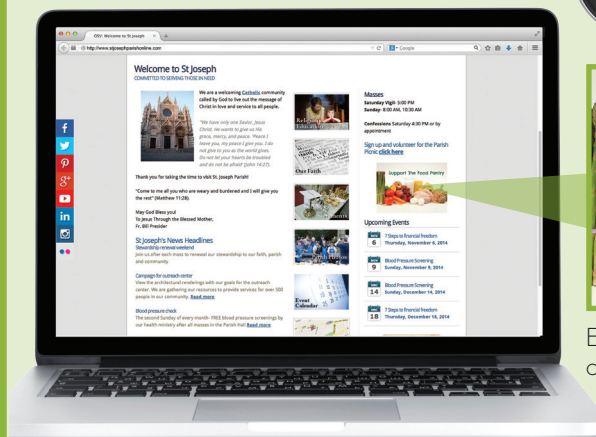 OSV: Welcome to St Joseph
http://www.stjosephparishonline.com
Google
Welcome to St Joseph
COMMITTED TO SERVING THOSE IN NEED
We are a welcoming Catholic community
called by God to live out the message of
Christ in love and service to all people.
"We have only one Savior, Jesus
Christ. He wants to give us His
grace, mercy, and peace. 'Peace I
leave you, my peace I give you. I do
not give to you as the world gives.
Do not let your hearts be troubled
and do not be afraid' (John 14:27).
Thank you for taking the time to visit St. Joseph Parish!
"Come to me all you who are weary and burdened and I will give you
the rest" (Matthew 11:28).
May God Bless you!
To Jesus Through the Blessed Mother,
Fr. Bill Presider
St Joseph's News Headlines
Stewardship renewal weekend
Join us after each mass to renewal our stewardship to our faith, parish
and community
Campaign for outreach center
View the architectural renderings with our goals for the outreach
center. We are gathering our resources to provide services for over 500
people in our community. Read more
Blood pressure check
The second Sunday of every month- FREE blood pressure screenings by
our health ministry after all masses in the Parish Hall Read more
Religious
Education
Our Faith
Event
Calendar
Masses
Saturday Vigil- 5:00 PM
Sunday- 8:00 AM, 10:30 AM
Confessions Saturday 4:30 PM or by
appointment
Sign up and volunteer for the Parish
Picnic click here
Support The Food Pantry
Upcoming Events
NOV
6
7 Steps to financial freedom
Thursday, November 6, 2014
NOV
9
Blood Pressure Screening
Sunday, November 9, 2014
DEC
14
Blood Pressure Screening
Sunday, December 14, 2014
DEC
18
7 Steps to financial freedom
Thursday, December 18, 2014